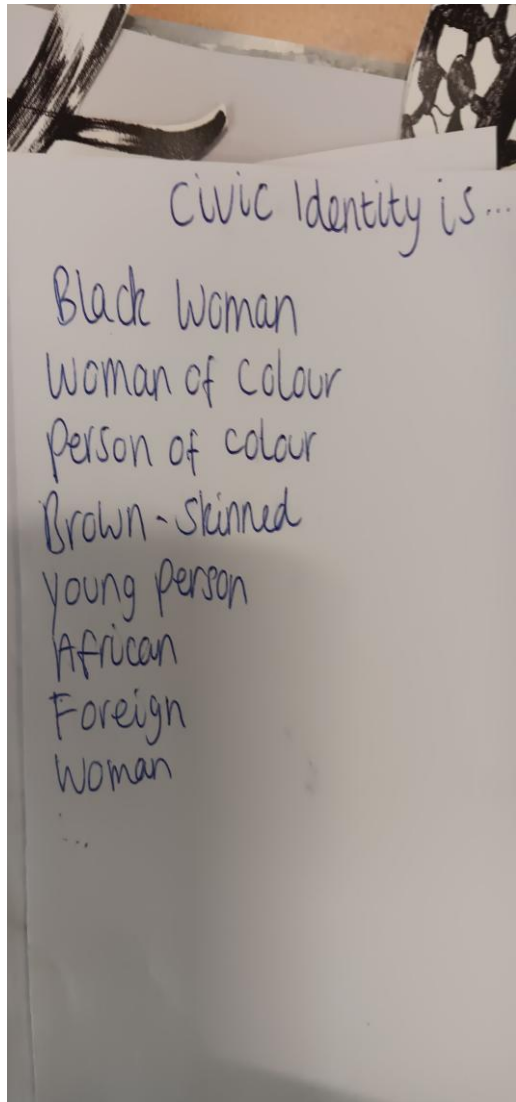 Civic Identity is...
Black Woman
Woman of Colour
Person of colour
Brown-Skinned
Young person
African
Foreign
Woman
...